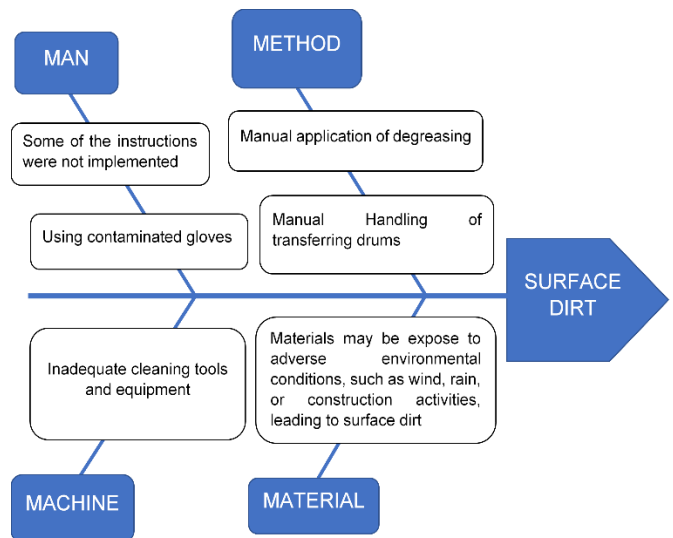 MAN
METHOD
Some of the instructions
were not implemented
Manual application of degreasing
Using contaminated gloves
Manual Handling of
transferring drums
SURFACE
DIRT
Inadequate cleaning tools
and equipment
Materials may be expose to
adverse environmental
conditions, such as wind, rain,
or construction activities,
leading to surface dirt
MACHINE
MATERIAL